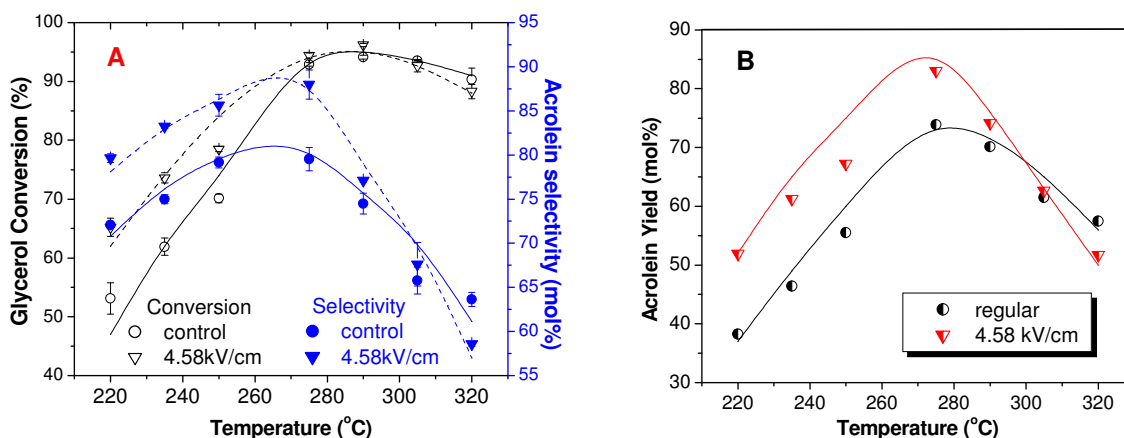 A
Glycerol Conversion (%)
100
90
80
70
60
50
40
Conversion
control
4.58kV/cm
Selectivity
control
4.58kV/cm
95
90
85
80
75
70
65
60
55
Acrolein selectivity (mol%)
220 240 260 280 300 320
Temperature (°C)
B
Acrolein Yield (mol%)
90
80
70
60
50
40
30
regular
4.58 kV/cm
220 240 260 280 300 320
Temperature (°C)